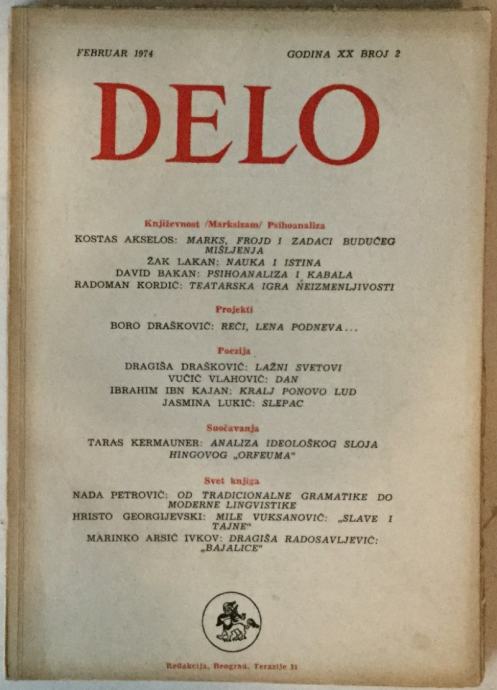 FEBRUAR 1974 GODINA XX BROJ 2
DELO
Književnost /Marksizam/ Psihoanaliza
KOSTAS AKSELOS: MARKS, FROJD I ZADACI BUDUĆEG
MIŠLJENJA
ŽAK LAKAN: NAUKA I ISTINA
DAVID BAKAN: PSIHOANALIZA I KABALA
RADOMAN KORDIĆ: TEATARSKA IGRA NEIZMENLJIVOSTI
Projekti
BORO DRAŠKOVIĆ: REČI, LENA PODNEVA...
Poezija
DRAGIŠA DRAŠKOVIĆ: LAŽNI SVETOVI
VUČIĆ VLAHOVIĆ: DAN
IBRAHIM IBN KAJAN: KRALJ PONOVO LUD
JASMINA LUKIĆ: SLEPAC
Suočavanja
TARAS KERMAUNER: ANALIZA IDEOLOŠKOG SLOJA
HINGOVOG „ORFEUMA“
Svet knjiga
NADA PETROVIĆ: OD TRADICIONALNE GRAMATIKE DO
MODERNE LINGVISTIKE
HRISTO GEORGIJEVSKI: MILE VUKSANOVIĆ: „SLAVE I
TAJNE“
MARINKO ARSIĆ IVKOV: DRAGIŠA RADOSAVLJEVIĆ:
„BAJALICE“
Redakcija, Beograd, Terazije 31